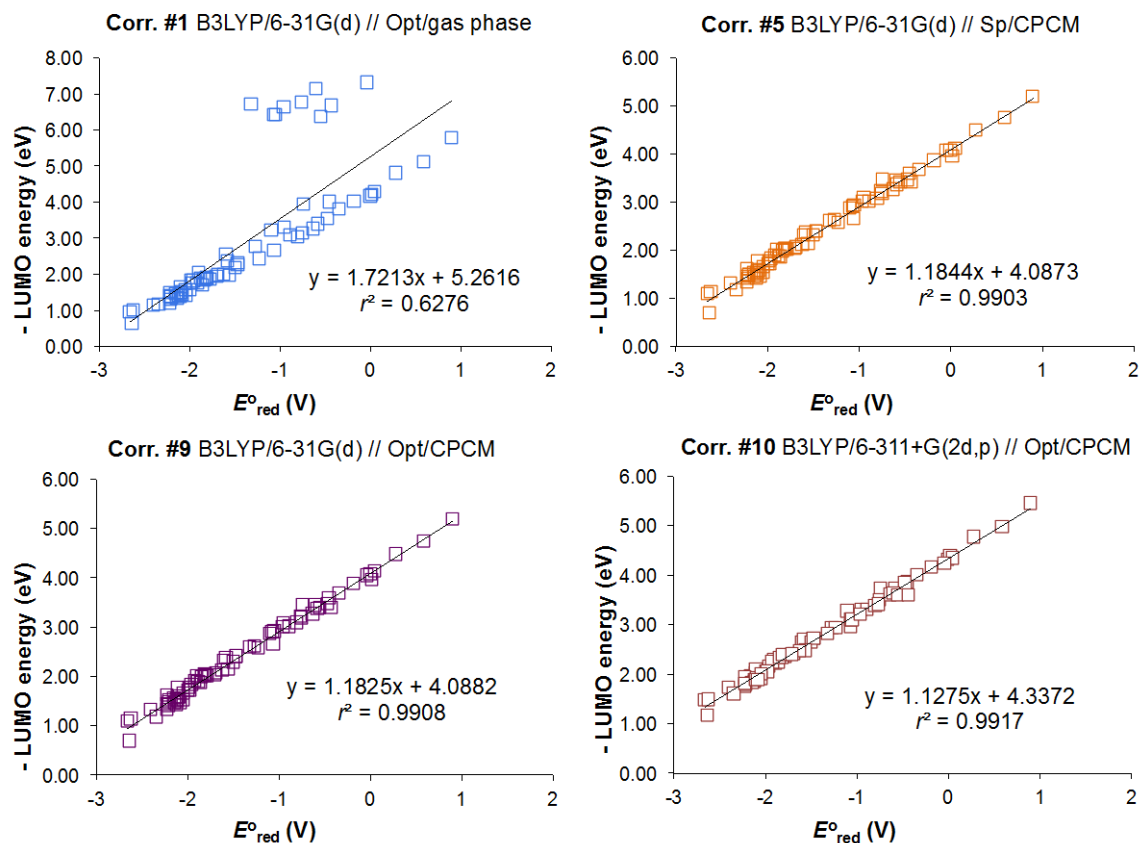 Corr. #1 B3LYP/6-31G(d) // Opt/gas phase
- LUMO energy (eV)
8.00
7.00
6.00
5.00
4.00
3.00
2.00
1.00
0.00
y = 1.7213x + 5.2616
r² = 0.6276
-3 -2 -1 0 1 2
E°red (V)
Corr. #5 B3LYP/6-31G(d) // Sp/CPCM
- LUMO energy (eV)
6.00
5.00
4.00
3.00
2.00
1.00
0.00
y = 1.1844x + 4.0873
r² = 0.9903
-3 -2 -1 0 1 2
E°red (V)
Corr. #9 B3LYP/6-31G(d) // Opt/CPCM
- LUMO energy (eV)
6.00
5.00
4.00
3.00
2.00
1.00
0.00
y = 1.1825x + 4.0882
r² = 0.9908
-3 -2 -1 0 1 2
E°red (V)
Corr. #10 B3LYP/6-311+G(2d,p) // Opt/CPCM
- LUMO energy (eV)
6.00
5.00
4.00
3.00
2.00
1.00
0.00
y = 1.1275x + 4.3372
r² = 0.9917
-3 -2 -1 0 1 2
E°red (V)